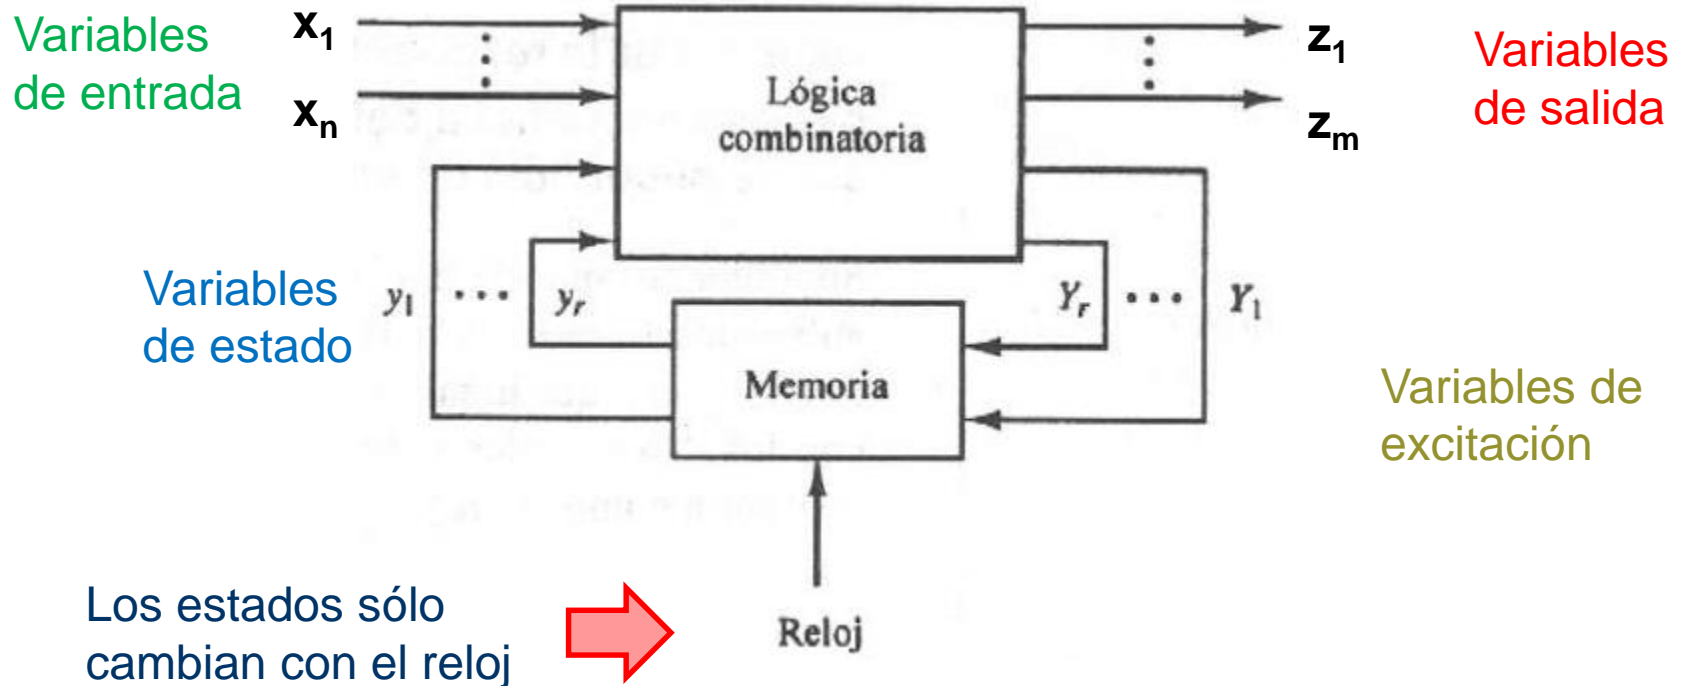 Variables
de entrada
x₁
xₙ
Lógica
combinatoria
z₁
zₘ
Variables
de salida
Variables
de estado
y₁
yᵣ
Yᵣ
Y₁
Memoria
Variables de
excitación
Los estados sólo
cambian con el reloj
Reloj